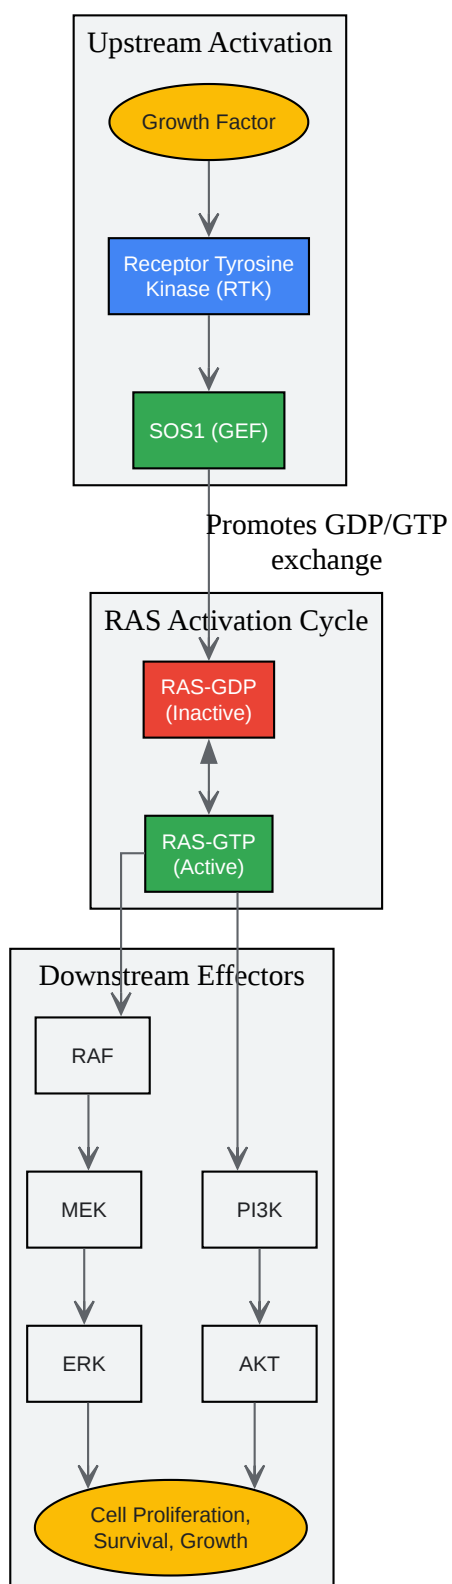 Upstream Activation
Growth Factor
Receptor Tyrosine
Kinase (RTK)
SOS1 (GEF)
Promotes GDP/GTP
exchange
RAS Activation Cycle
RAS-GDP
(Inactive)
RAS-GTP
(Active)
Downstream Effectors
RAF
MEK
PI3K
ERK
AKT
Cell Proliferation,
Survival, Growth